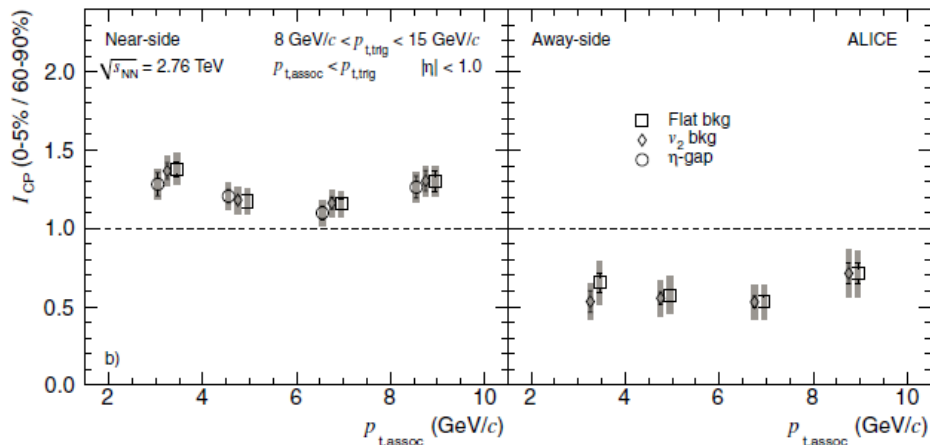 I_CP (0-5% / 60-90%)
2.0
1.5
1.0
0.5
0.0
Near-side 8 GeV/c < p_t,trig < 15 GeV/c
√s_NN = 2.76 TeV p_t,assoc < p_t,trig |η| < 1.0
b)
2 4 6 8 10
p_t,assoc (GeV/c)
Away-side ALICE
Flat bkg
v_2 bkg
η-gap
2 4 6 8 10
p_t,assoc (GeV/c)